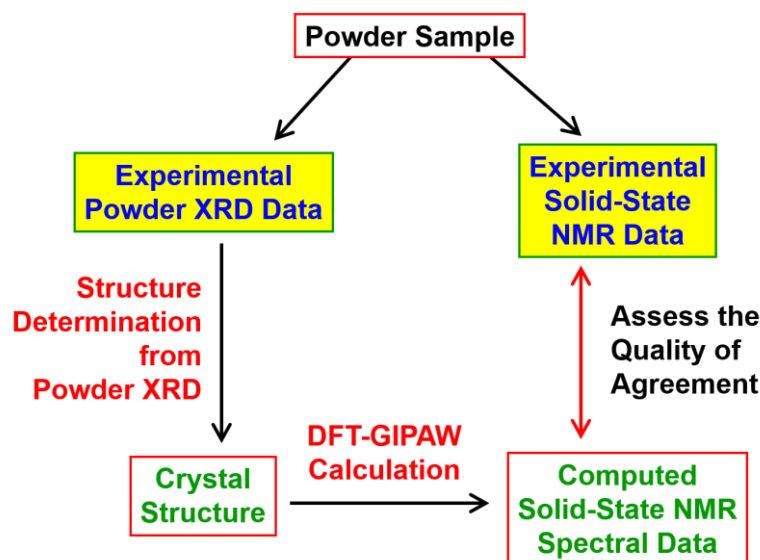 Powder Sample
Experimental
Powder XRD Data
Experimental
Solid-State
NMR Data
Structure
Determination
from
Powder XRD
Assess the
Quality of
Agreement
DFT-GIPAW
Calculation
Crystal
Structure
Computed
Solid-State NMR
Spectral Data